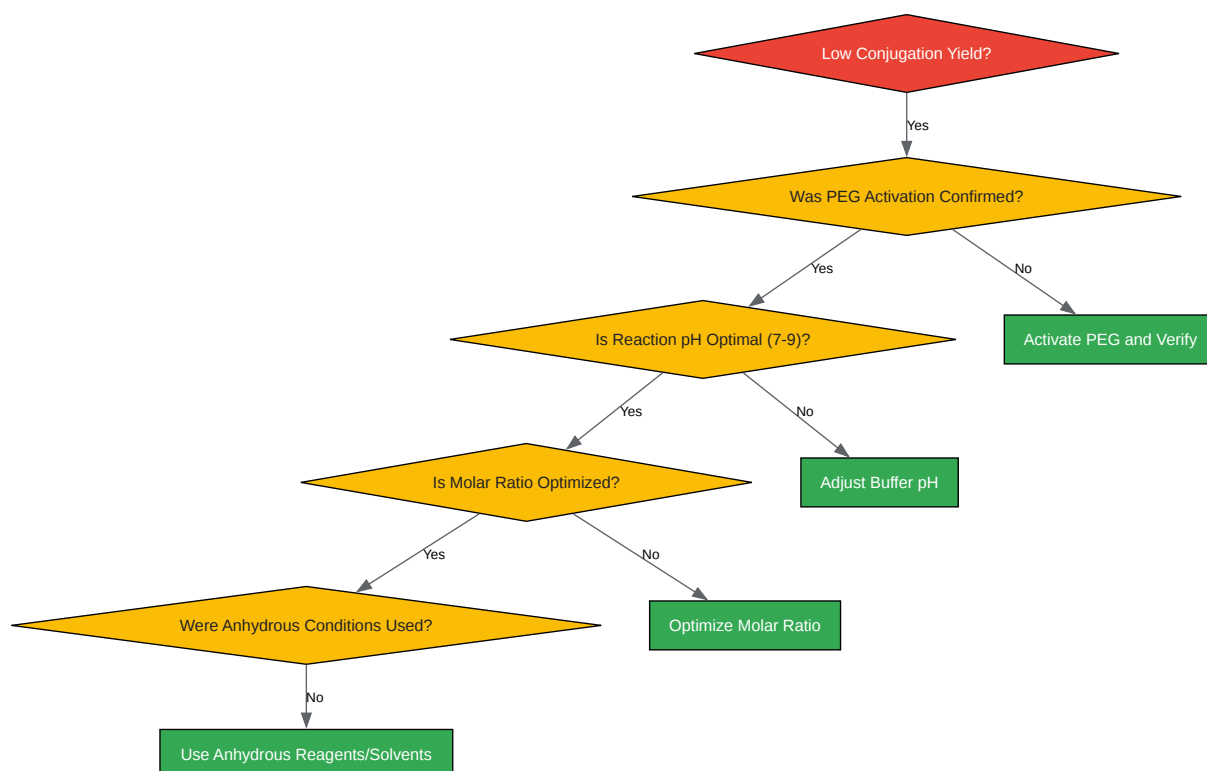 Low Conjugation Yield?
Yes
Was PEG Activation Confirmed?
Yes
No
Is Reaction pH Optimal (7-9)?
Activate PEG and Verify
Yes
No
Is Molar Ratio Optimized?
Adjust Buffer pH
Yes
No
Were Anhydrous Conditions Used?
Optimize Molar Ratio
No
Use Anhydrous Reagents/Solvents